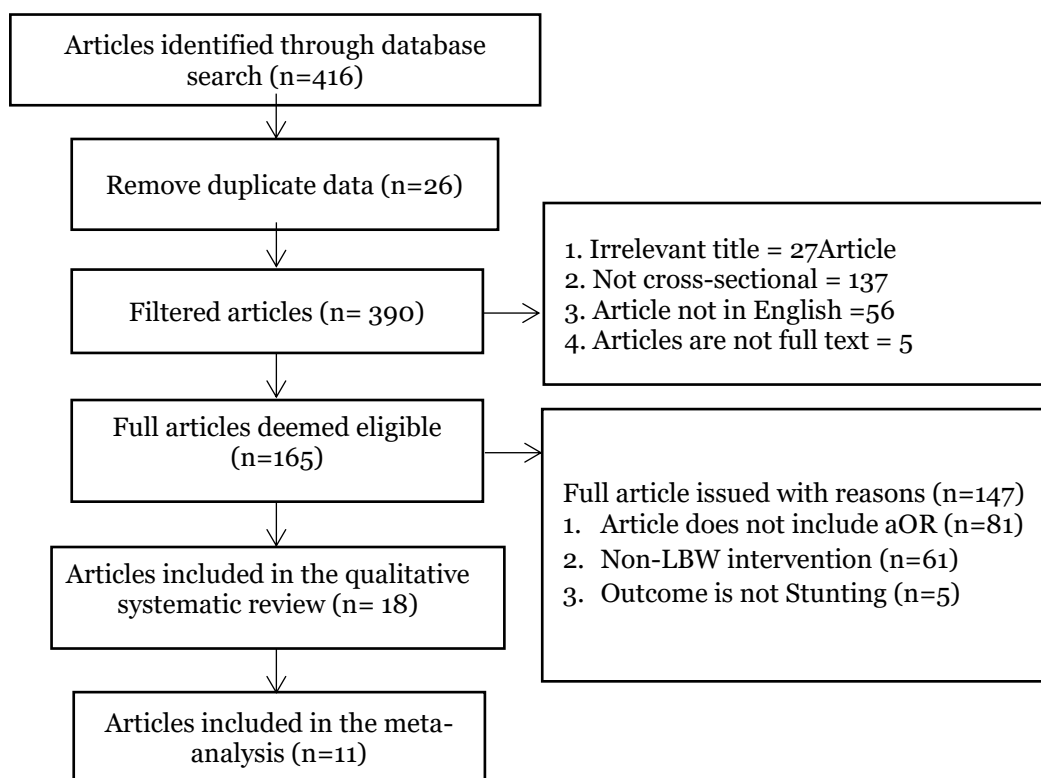 Articles identified through database
search (n=416)
Remove duplicate data (n=26)
Filtered articles (n= 390)
1. Irrelevant title = 27Article
2. Not cross-sectional = 137
3. Article not in English =56
4. Articles are not full text = 5
Full articles deemed eligible
(n=165)
Full article issued with reasons (n=147)
1. Article does not include aOR (n=81)
2. Non-LBW intervention (n=61)
3. Outcome is not Stunting (n=5)
Articles included in the qualitative
systematic review (n= 18)
Articles included in the meta-
analysis (n=11)